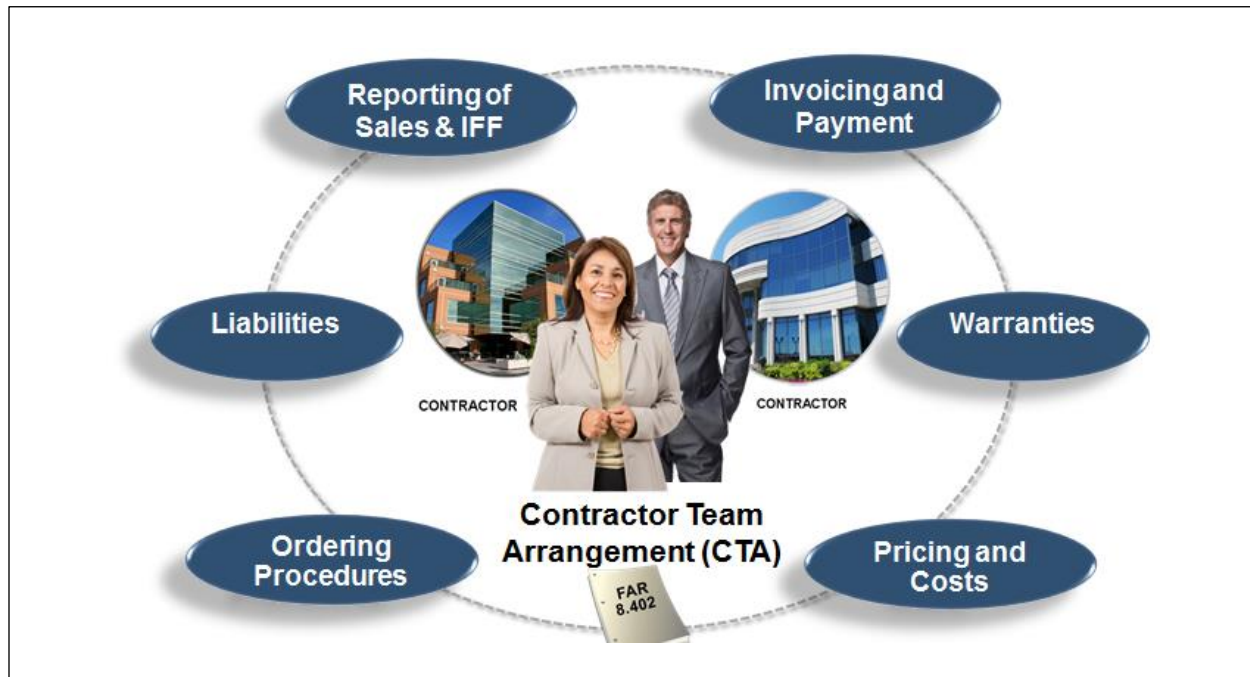 Reporting of
Sales & IFF
Invoicing and
Payment
Liabilities
Warranties
CONTRACTOR
CONTRACTOR
Contractor Team
Arrangement (CTA)
Ordering
Procedures
Pricing and
Costs
FAR
8.402